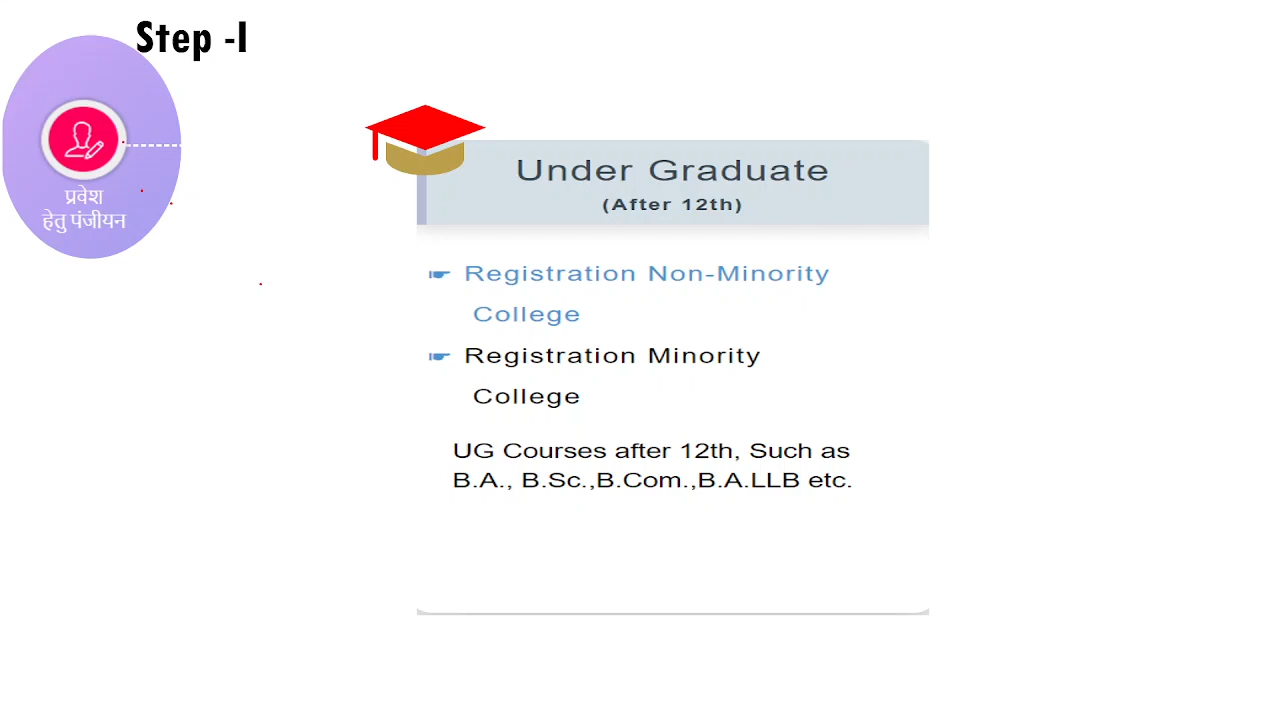 Step -I
प्रवेश
हेतु पंजीयन
Under Graduate
(After 12th)
Registration Non-Minority
College
Registration Minority
College
UG Courses after 12th, Such as
B.A., B.Sc.,B.Com.,B.A.LLB etc.